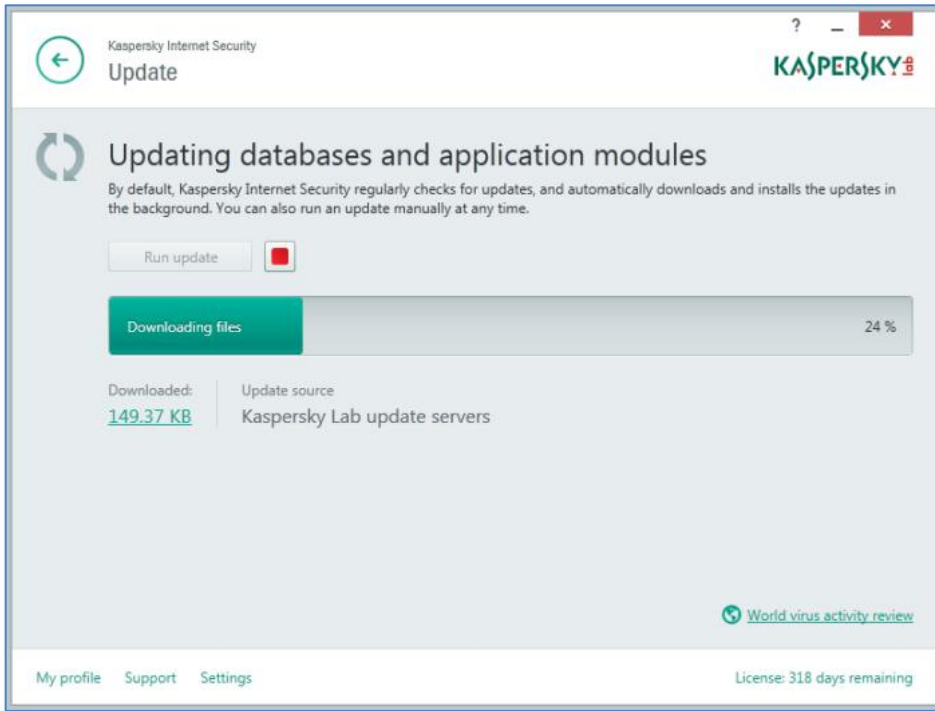 Kaspersky Internet Security
Update
?
KASPERSKY lab
Updating databases and application modules
By default, Kaspersky Internet Security regularly checks for updates, and automatically downloads and installs the updates in
the background. You can also run an update manually at any time.
Run update
Downloading files 24 %
Downloaded: Update source
149.37 KB Kaspersky Lab update servers
World virus activity review
My profile Support Settings License: 318 days remaining